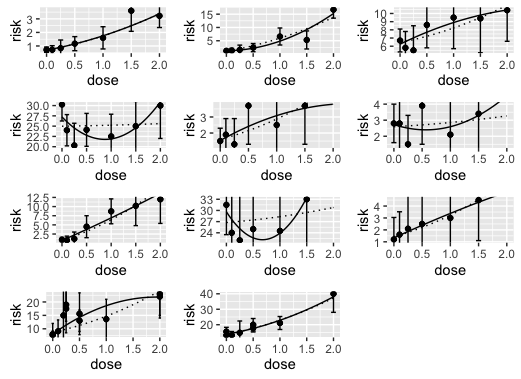 risk 3 2 1
0.0 0.5 1.0 1.5 2.0
dose
risk 15 10 5
0.0 0.5 1.0 1.5 2.0
dose
risk 10 9 8 7 6
0.0 0.5 1.0 1.5 2.0
dose
risk 30.0 27.5 25.0 22.5 20.0
0.0 0.5 1.0 1.5 2.0
dose
risk 3 2
0.0 0.5 1.0 1.5 2.0
dose
risk 4 3 2
0.0 0.5 1.0 1.5 2.0
dose
risk 12.5 10.0 7.5 5.0 2.5
0.0 0.5 1.0 1.5 2.0
dose
risk 33 30 27 24
0.0 0.5 1.0 1.5 2.0
dose
risk 4 3 2 1
0.0 0.5 1.0 1.5 2.0
dose
risk 20 15 10
0.0 0.5 1.0 1.5 2.0
dose
risk 40 30 20
0.0 0.5 1.0 1.5 2.0
dose